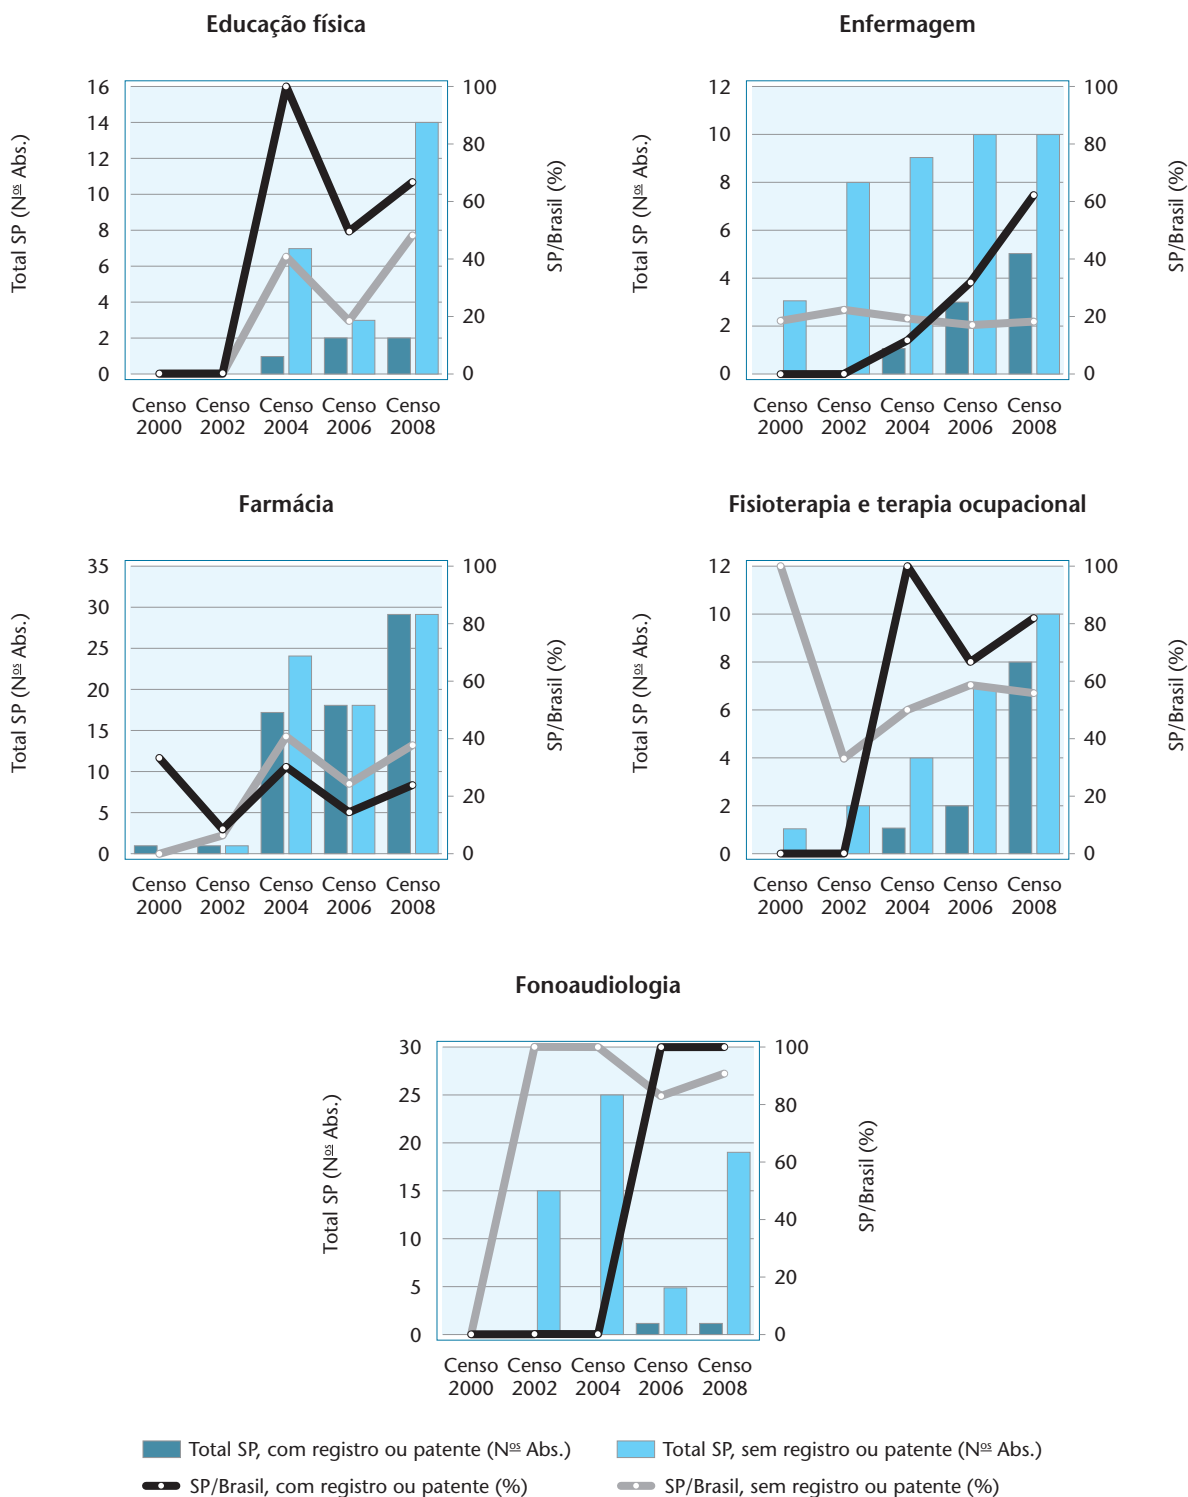 Educação física
Enfermagem
16
14
12
10
8
6
4
2
0
Total SP (Nos Abs.)
100
80
60
40
20
0
SP/Brasil (%)
Censo 2000
Censo 2002
Censo 2004
Censo 2006
Censo 2008
12
10
8
6
4
2
0
Total SP (Nos Abs.)
100
80
60
40
20
0
SP/Brasil (%)
Censo 2000
Censo 2002
Censo 2004
Censo 2006
Censo 2008
Farmácia
Fisioterapia e terapia ocupacional
35
30
25
20
15
10
5
0
Total SP (Nos Abs.)
100
80
60
40
20
0
SP/Brasil (%)
Censo 2000
Censo 2002
Censo 2004
Censo 2006
Censo 2008
12
10
8
6
4
2
0
Total SP (Nos Abs.)
100
80
60
40
20
0
SP/Brasil (%)
Censo 2000
Censo 2002
Censo 2004
Censo 2006
Censo 2008
Fonoaudiologia
30
25
20
15
10
5
0
Total SP (Nos Abs.)
100
80
60
40
20
0
SP/Brasil (%)
Censo 2000
Censo 2002
Censo 2004
Censo 2006
Censo 2008
Total SP, com registro ou patente (Nos Abs.)
Total SP, sem registro ou patente (Nos Abs.)
SP/Brasil, com registro ou patente (%)
SP/Brasil, sem registro ou patente (%)